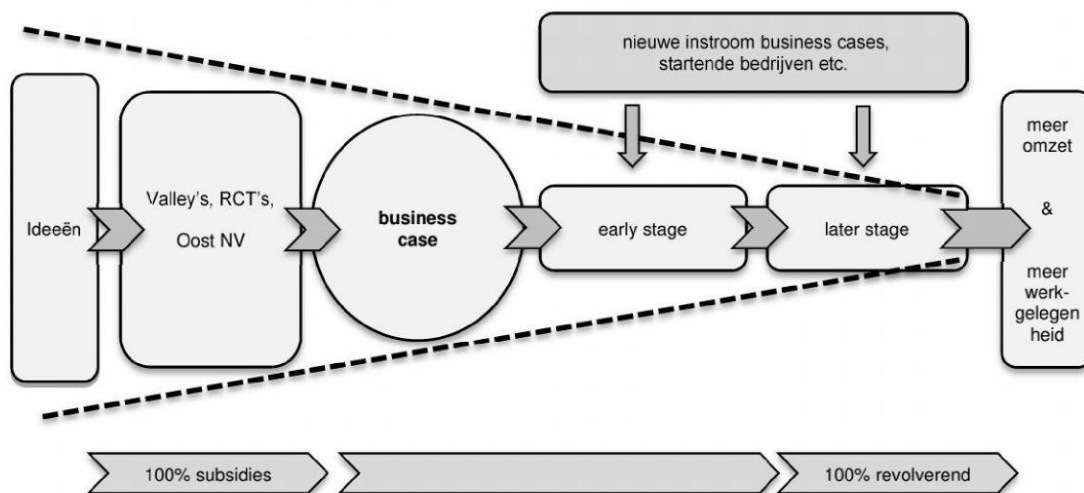 nieuwe instroom business cases,
startende bedrijven etc.
Ideeën
Valley's, RCT's,
Oost NV
business
case
early stage
later stage
meer
omzet
&
meer
werk-
gelegen
heid
100% subsidies
100% revolverend